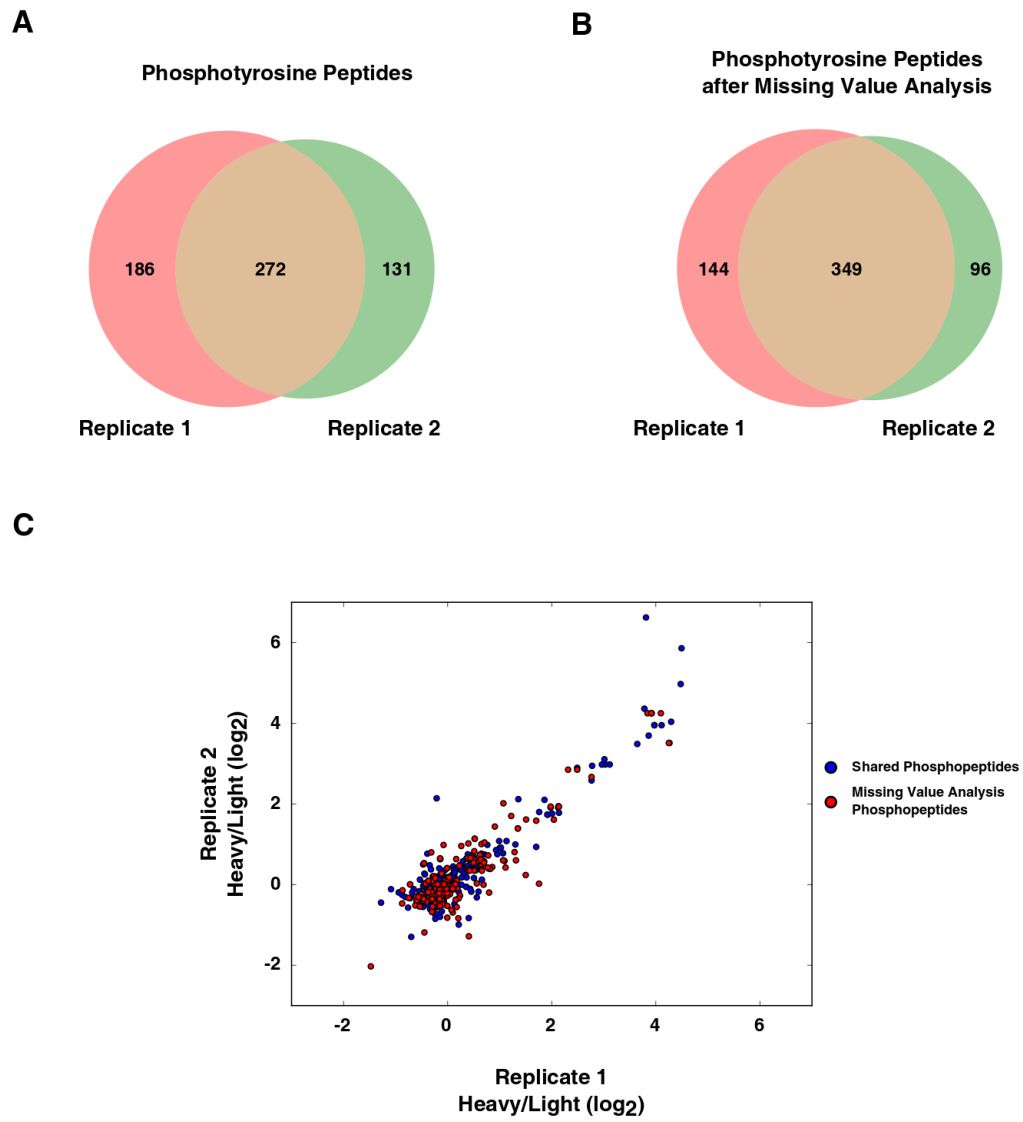 A
Phosphotyrosine Peptides
186
272
131
Replicate 1
Replicate 2
B
Phosphotyrosine Peptides
after Missing Value Analysis
144
349
96
Replicate 1
Replicate 2
C
6
4
2
0
-2
-2
0
2
4
6
Replicate 2
Heavy/Light (log2)
Replicate 1
Heavy/Light (log2)
Shared Phosphopeptides
Missing Value Analysis
Phosphopeptides